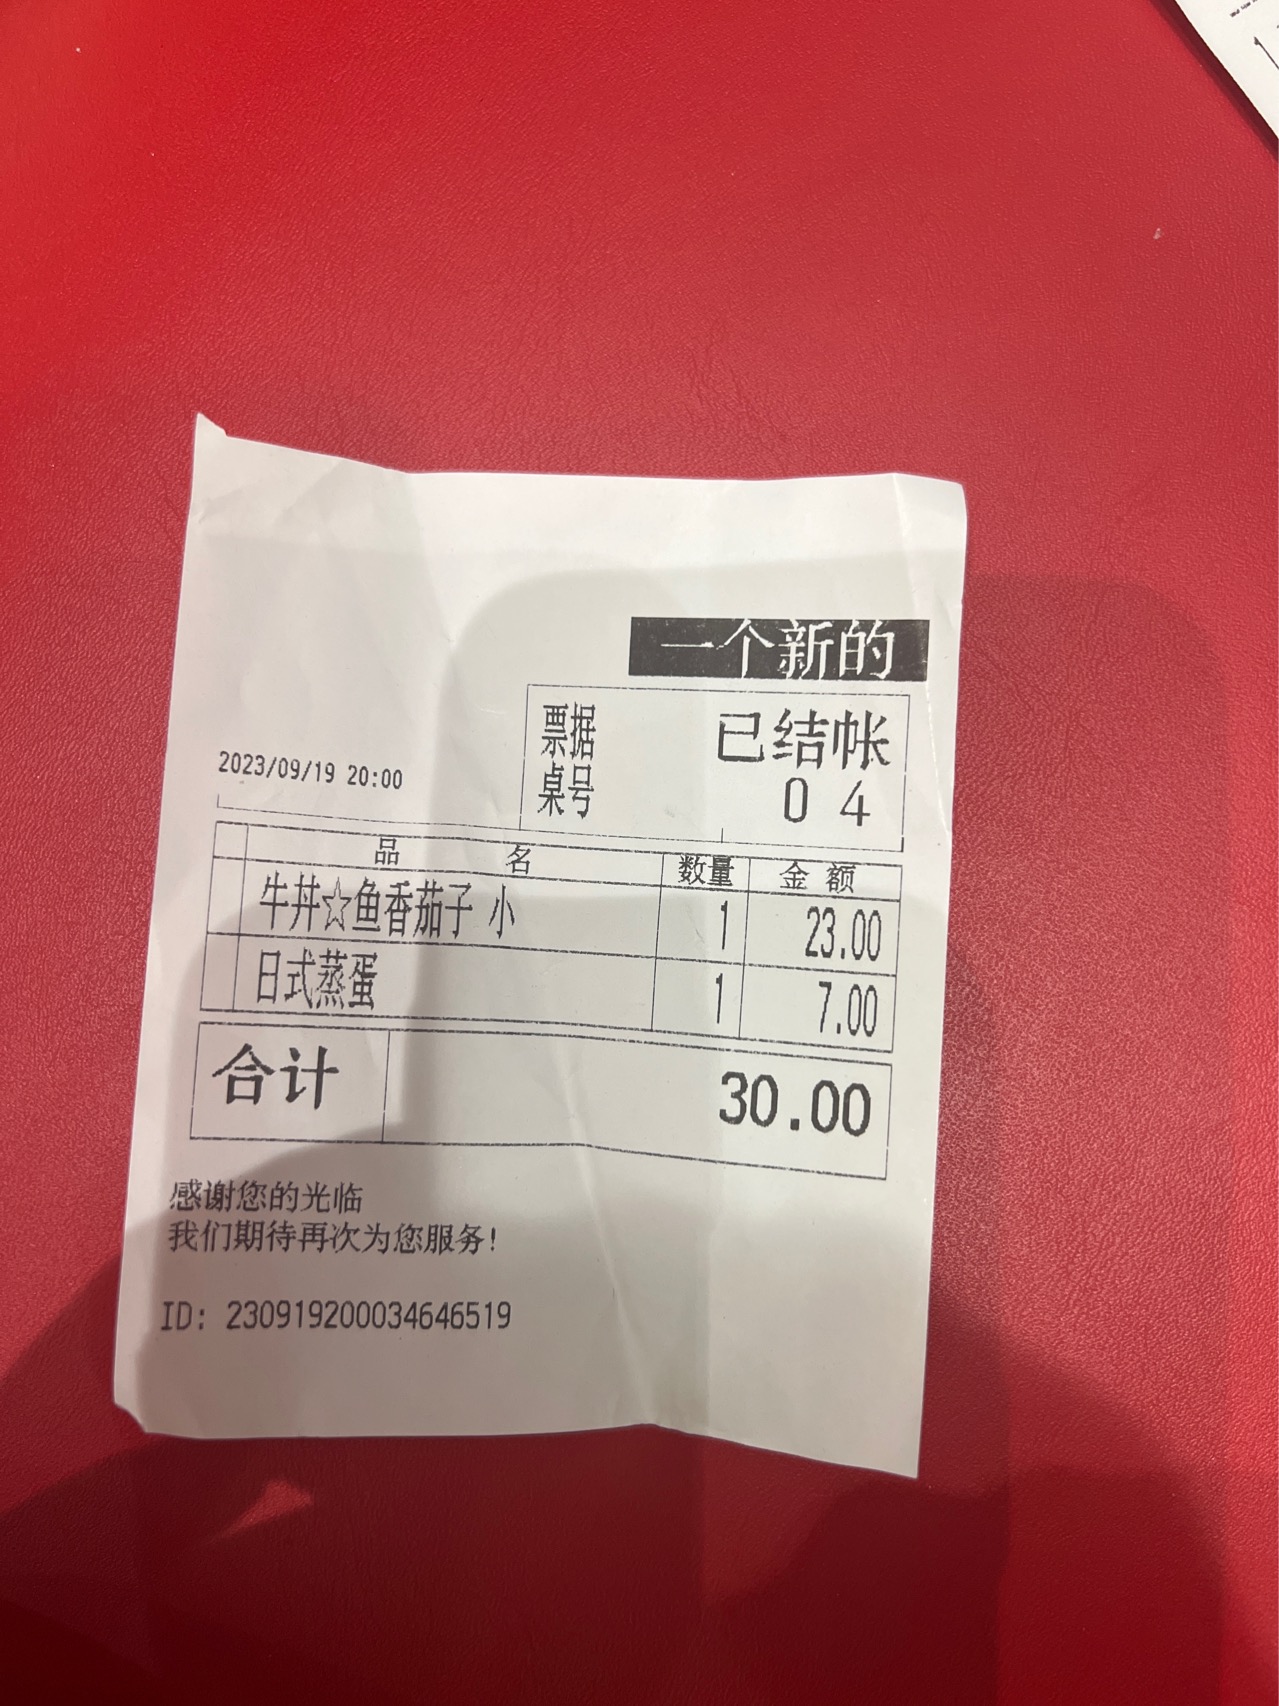 一个新的
票据 已结帐
2023/09/19 20:00
桌号 04
品名 数量 金额
牛丼☆鱼香茄子 小 1 23.00
日式蒸蛋 1 7.00
合计 30.00
感谢您的光临
我们期待再次为您服务!
ID: 230919200034646519